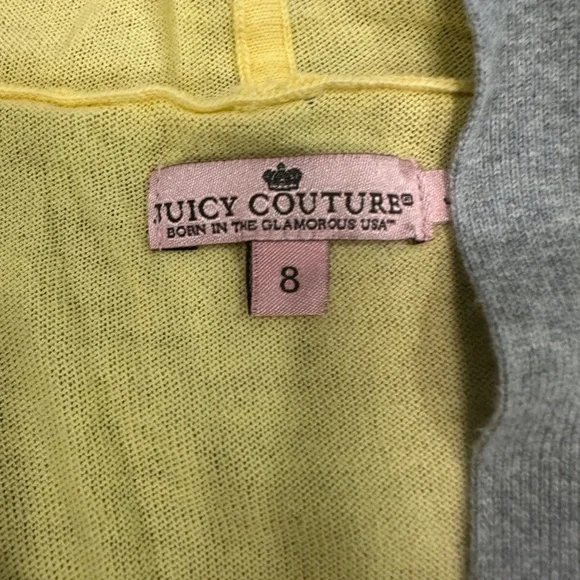 JUICY COUTURE®
BORN IN THE GLAMOROUS USA™
8